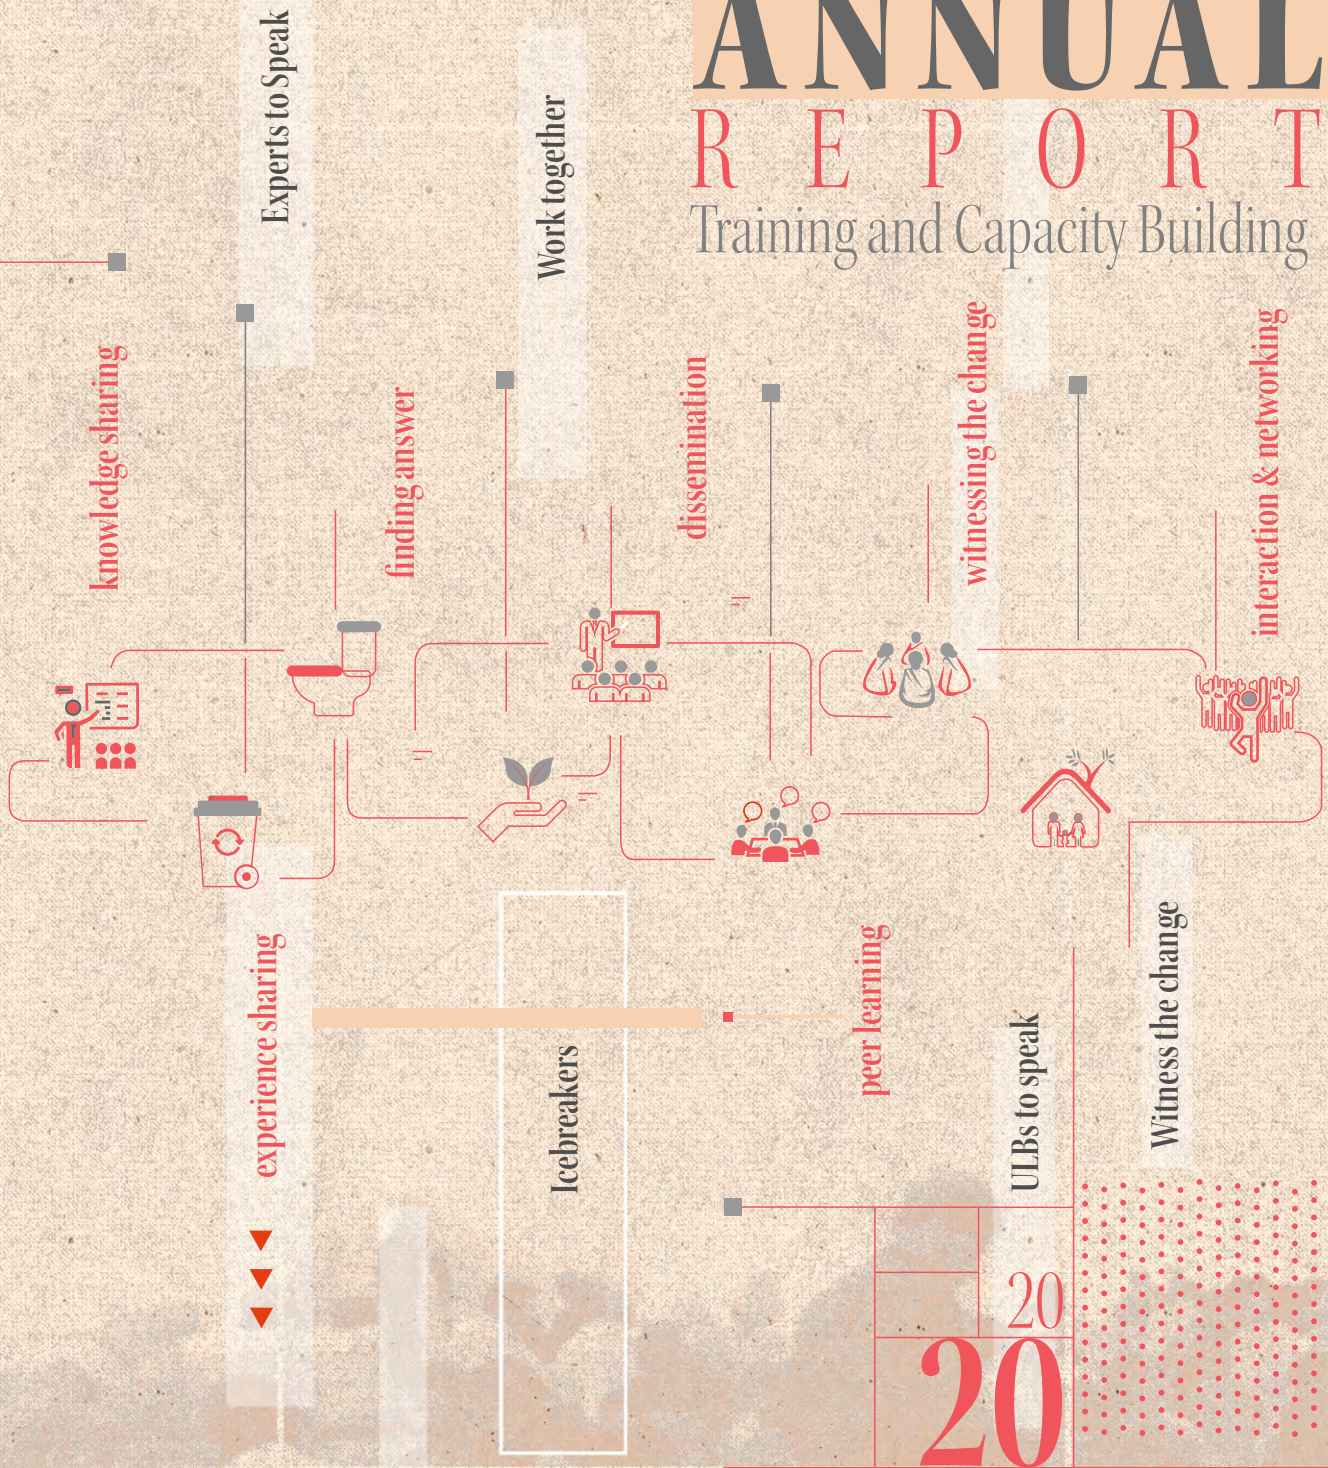 ANNUAL
REPORT
Training and Capacity Building
Experts to Speak
Work together
knowledge sharing
finding answer
dissemination
witnessing the change
interaction & networking
experience sharing
Icebreakers
peer learning
ULBs to speak
Witness the change
20
20